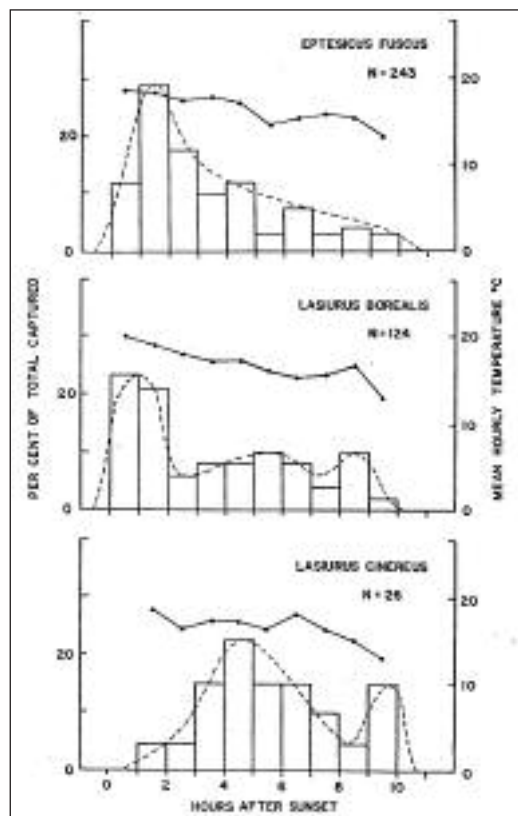 EPTESICUS FUSCUS
N=243
20
0
20
10
0
LASIURUS BOREALIS
N=124
20
0
20
10
0
LASIURUS CINEREUS
N=26
20
0
20
10
0
0 2 4 6 8 10
HOURS AFTER SUNSET
PER CENT OF TOTAL CAPTURED
MEAN HOURLY TEMPERATURE °C